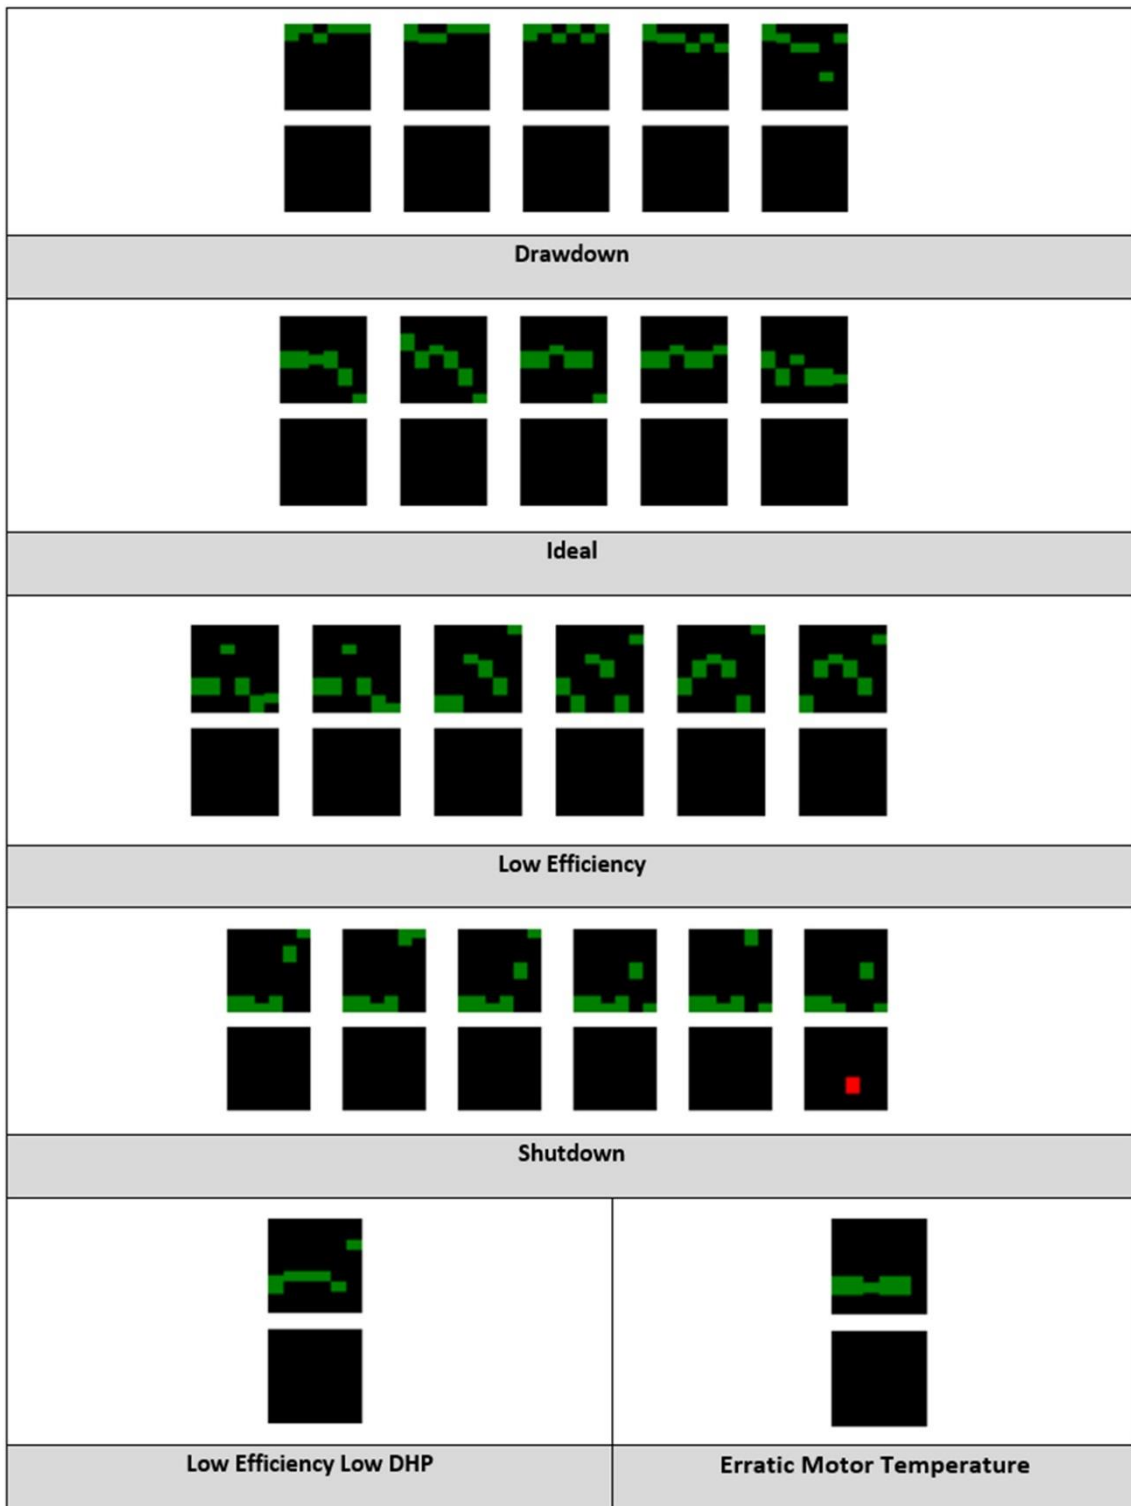 Drawdown
Ideal
Low Efficiency
Shutdown
Low Efficiency Low DHP
Erratic Motor Temperature